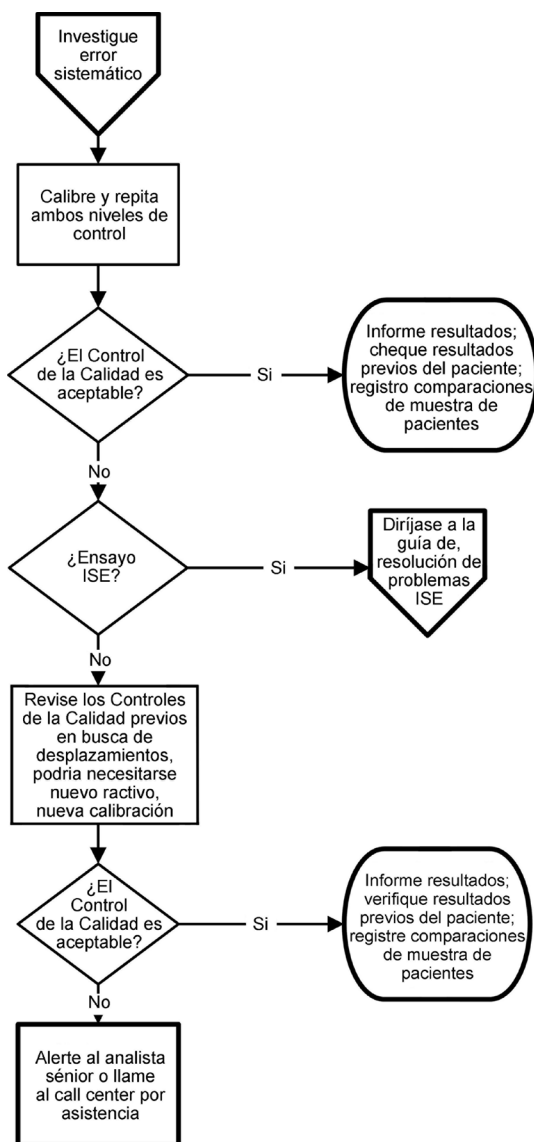 Investigue
error
sistemático
Calibre y repita
ambos niveles de
control
¿El Control
de la Calidad es
aceptable?
Si
Informe resultados;
cheque resultados
previos del paciente;
registro comparaciones
de muestra de
pacientes
No
¿Ensayo
ISE?
Si
Diríjase a la
guía de,
resolución de
problemas
ISE
No
Revise los Controles
de la Calidad previos
en busca de
desplazamientos,
podria necesitarse
nuevo ractivo,
nueva calibración
¿El
Control
de la Calidad es
aceptable?
Si
Informe resultados;
verifique resultados
previos del paciente;
registre comparaciones
de muestra de
pacientes
No
Alerte al analista
sénior o llame
al call center por
asistencia